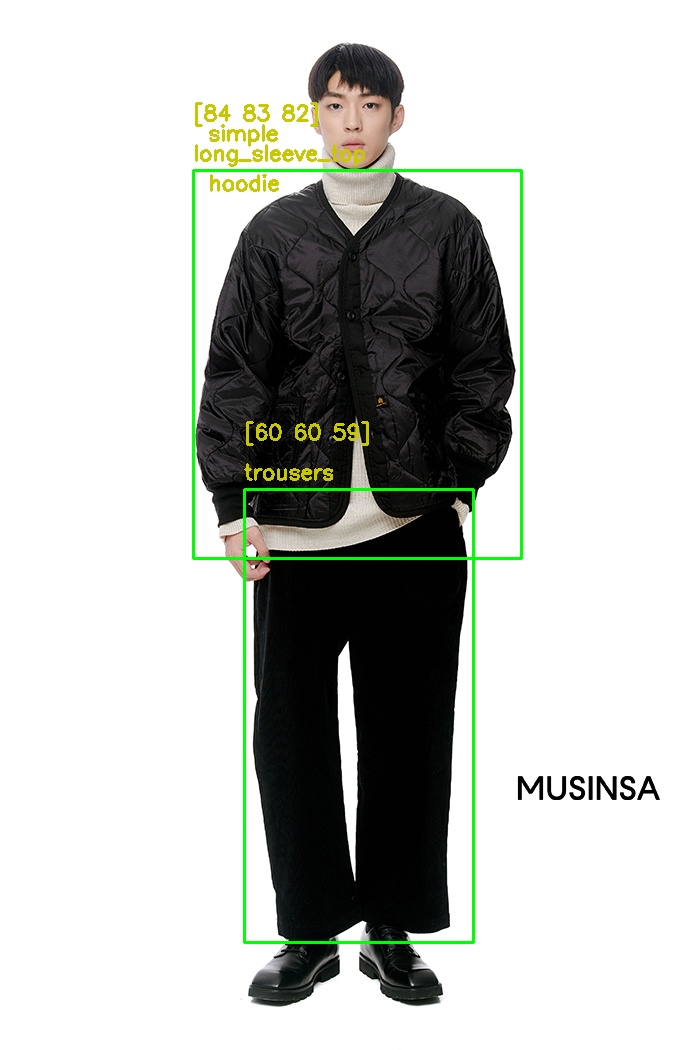 [84 83 82]
simple
long_sleeve_top
hoodie
[60 60 59]
trousers
MUSINSA